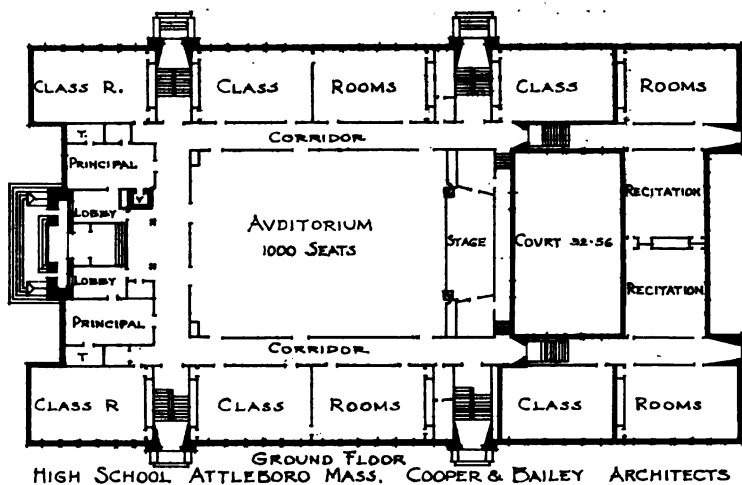 CLASS R. CLASS ROOMS CLASS ROOMS
T.
CORRIDOR
PRINCIPAL
V
LOBBY
RECITATION
AVDITORIUM
1000 SEATS
STAGE
COURT 32·56
LOBBY
RECITATION
PRINCIPAL
T.
CORRIDOR
CLASS R CLASS ROOMS CLASS ROOMS
GROUND FLOOR
HIGH SCHOOL ATTLEBORO MASS. COOPER & BAILEY ARCHITECTS